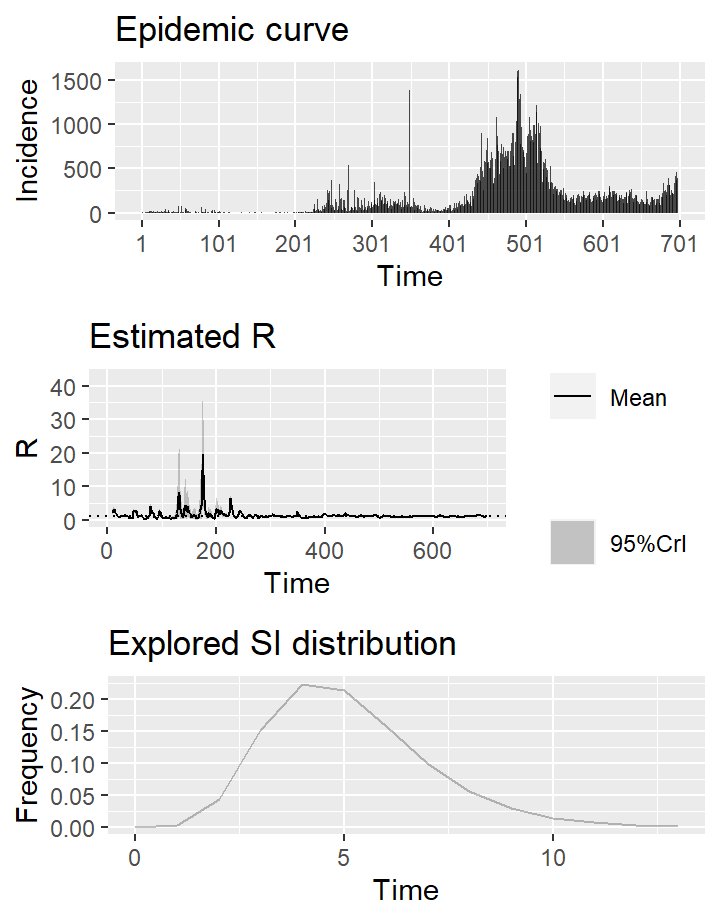 Epidemic curve
1500
1000
500
0
Incidence
1 101 201 301 401 501 601 701
Time
Estimated R
40
30
20
10
0
R
0 200 400 600
Time
Mean
95%CrI
Explored SI distribution
0.20
0.15
0.10
0.05
0.00
Frequency
0 5 10
Time